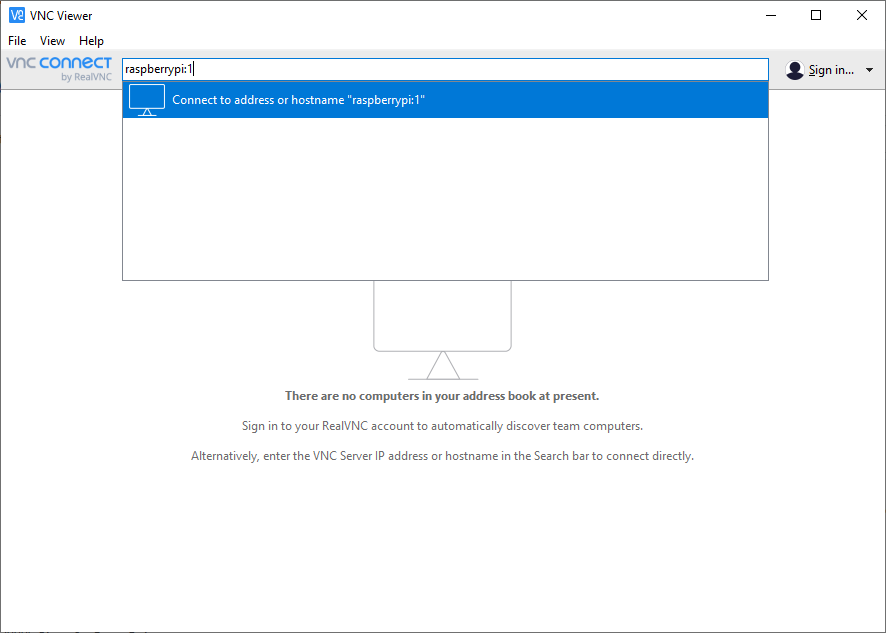 VNC Viewer
File View Help
vnc connect
by RealVNC
raspberrypi:1
Sign in...
Connect to address or hostname "raspberrypi:1"
There are no computers in your address book at present.
Sign in to your RealVNC account to automatically discover team computers.
Alternatively, enter the VNC Server IP address or hostname in the Search bar to connect directly.